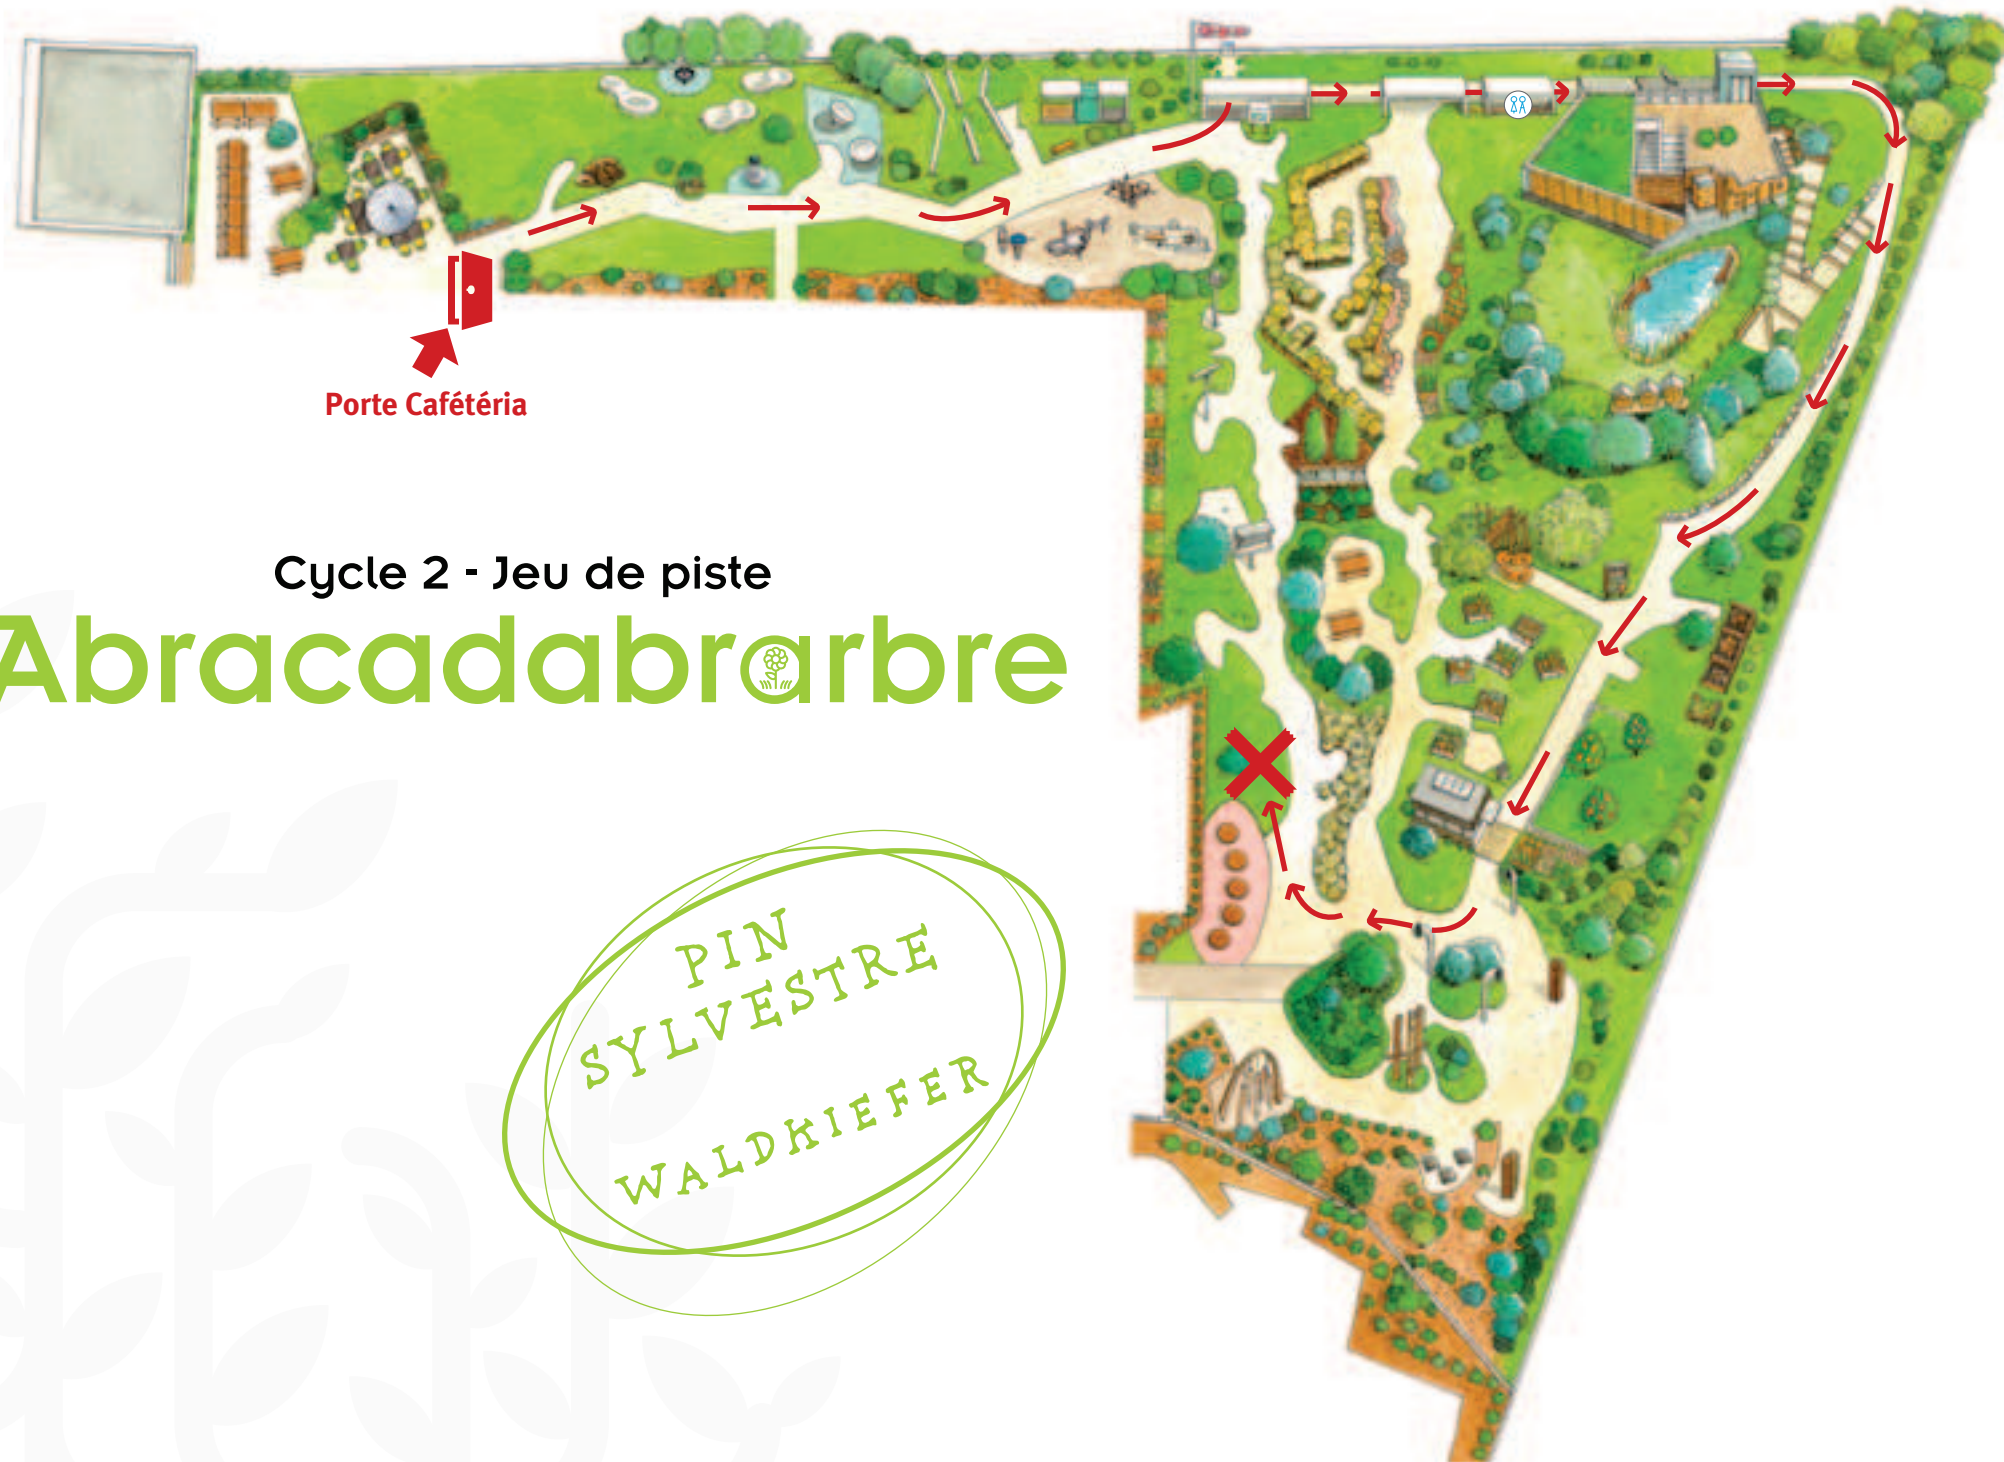 Porte Cafétéria
Cycle 2 - Jeu de piste
Abracadabrarbre
PIN
SYLVESTRE
WALDKIEFER